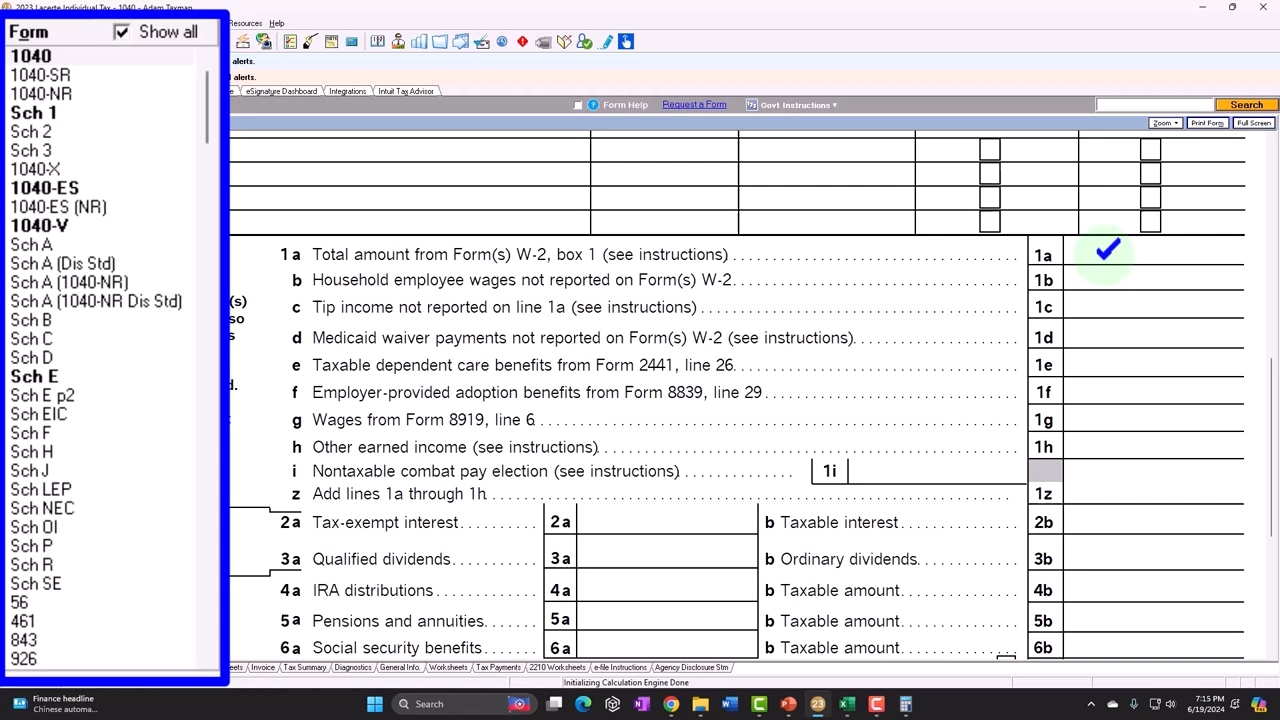 2023 Lacerte Individual Tax - 1040 - Adam Taxman
Resources Help
alerts.
alerts.
eSignature Dashboard Integrations Intuit Tax Advisor
Form Help Request a Form Govt Instructions Search
Zoom Print Form Full Screen
Form Show all
1040
1040-SR
1040-NR
Sch 1
Sch 2
Sch 3
1040-X
1040-ES
1040-ES (NR)
1040-V
Sch A
Sch A (Dis Std)
Sch A (1040-NR)
Sch A (1040-NR Dis Std)
Sch B
Sch C
Sch D
Sch E
Sch E p2
Sch EIC
Sch F
Sch H
Sch J
Sch LEP
Sch NEC
Sch OI
Sch P
Sch R
Sch SE
56
461
843
926
(s)
so
s
d.
1 a Total amount from Form(s) W-2, box 1 (see instructions) 1a
b Household employee wages not reported on Form(s) W-2 1b
c Tip income not reported on line 1a (see instructions) 1c
d Medicaid waiver payments not reported on Form(s) W-2 (see instructions) 1d
e Taxable dependent care benefits from Form 2441, line 26 1e
f Employer-provided adoption benefits from Form 8839, line 29 1f
g Wages from Form 8919, line 6 1g
h Other earned income (see instructions) 1h
i Nontaxable combat pay election (see instructions) 1i
z Add lines 1a through 1h 1z
2a Tax-exempt interest 2a b Taxable interest 2b
3a Qualified dividends 3a b Ordinary dividends 3b
4a IRA distributions 4a b Taxable amount 4b
5a Pensions and annuities 5a b Taxable amount 5b
6a Social security benefits 6a b Taxable amount 6b
Invoice Tax Summary Diagnostics General Info. Worksheets Tax Payments 2210 Worksheets e-file Instructions Agency Disclosure Stm
Initializing Calculation Engine Done
Finance headline
Chinese automa...
Search
23
7:15 PM
6/19/2024